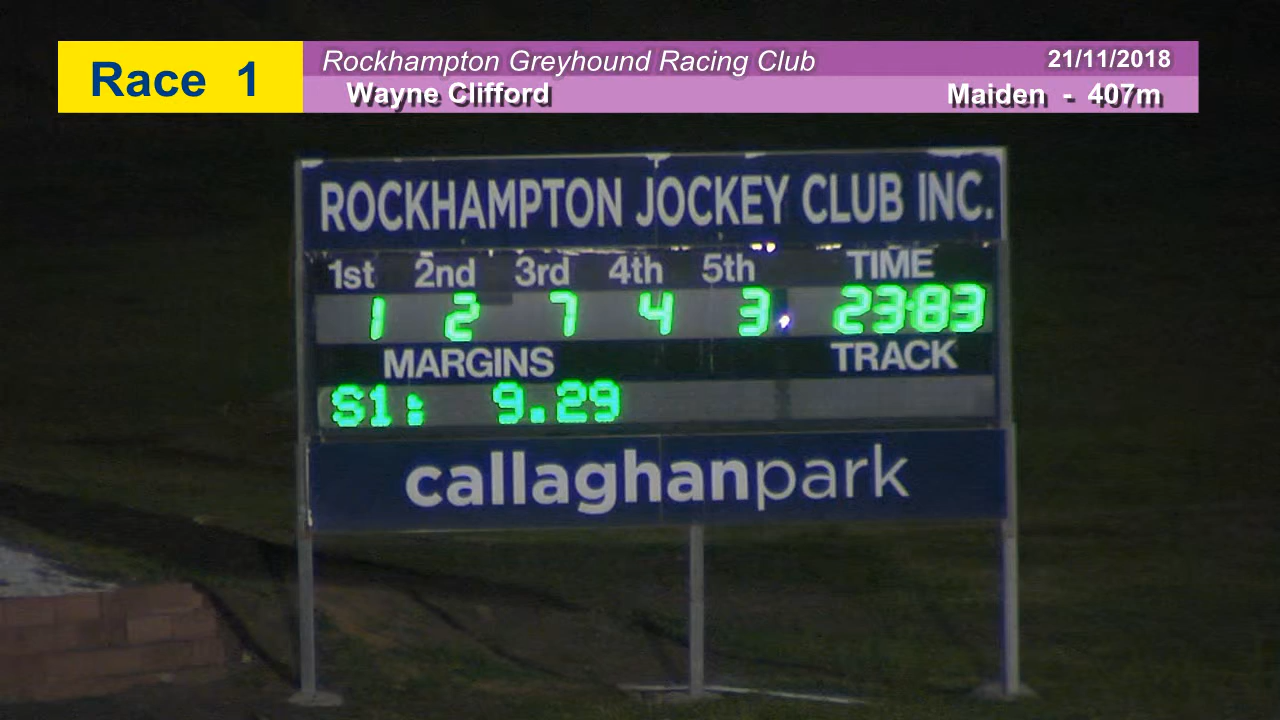 Race 1
Rockhampton Greyhound Racing Club 21/11/2018
Wayne Clifford Maiden - 407m
ROCKHAMPTON JOCKEY CLUB INC.
1st 2nd 3rd 4th 5th TIME
1 2 7 4 3. 23:83
MARGINS TRACK
S1: 9.29
callaghanpark